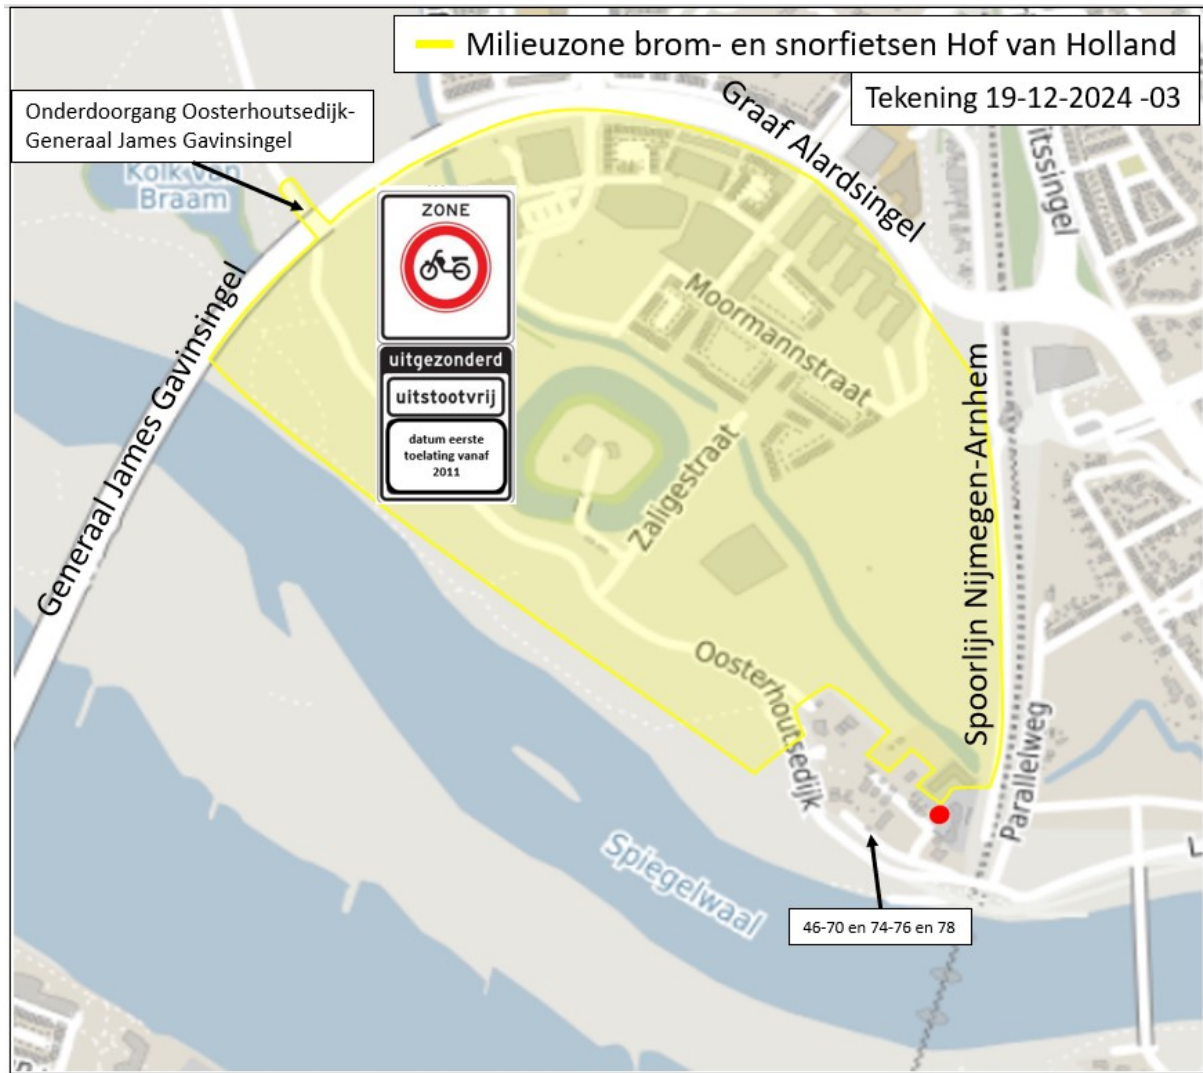 Milieuzone brom- en snorfietsen Hof van Holland
Tekening 19-12-2024 -03
Onderdoorgang Oosterhoutsedijk-
Generaal James Gavinsingel
Kolk van
Braam
Graaf Alardsingel
itssingel
ZONE
uitgezonderd
uitstootvrij
datum eerste
toelating vanaf
2011
Generaal James Gavinsingel
Moormannstraat
Zaligestraat
Spoorlijn Nijmegen-Arnhem
Oosterhoutsedijk
Parallelweg
Spiegelwaal
46-70 en 74-76 en 78